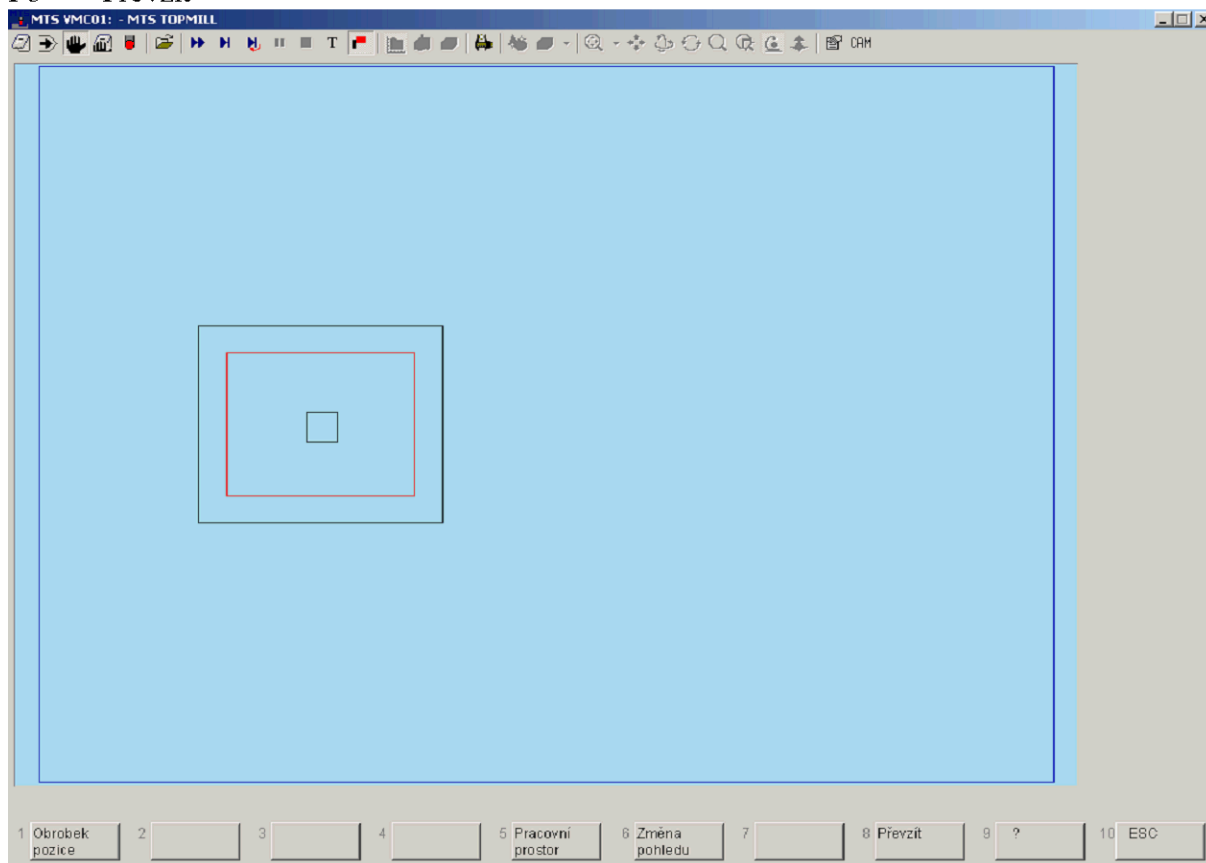 MTS VMC01: - MTS TOPMILL
T CAM
1 Obrobek pozice 2 3 4 5 Pracovní prostor 6 Změna pohledu 7 8 Převzít 9 ? 10 ESC